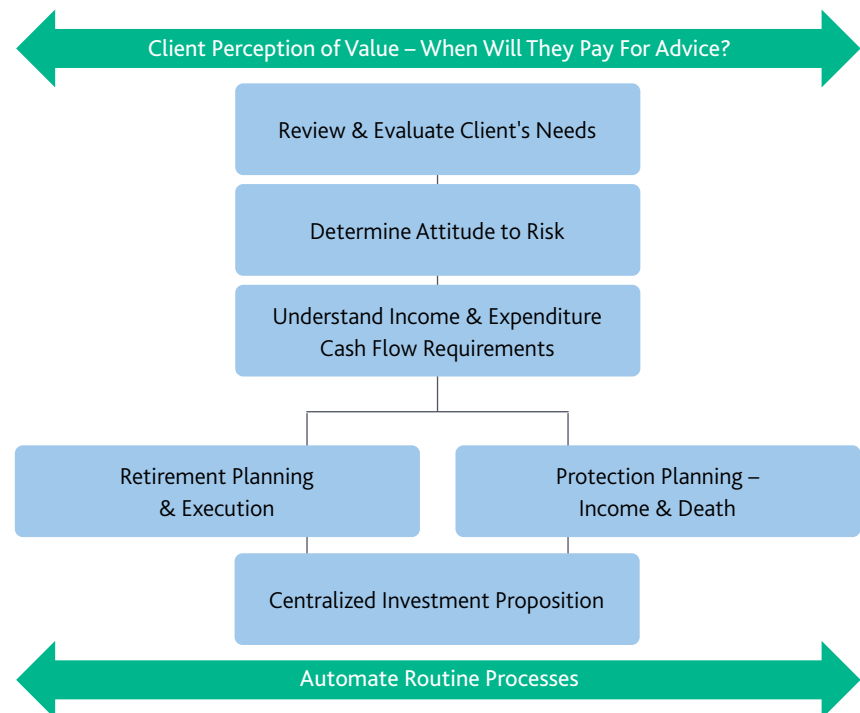 Client Perception of Value – When Will They Pay For Advice?
Review & Evaluate Client's Needs
Determine Attitude to Risk
Understand Income & Expenditure
Cash Flow Requirements
Retirement Planning
& Execution
Protection Planning –
Income & Death
Centralized Investment Proposition
Automate Routine Processes